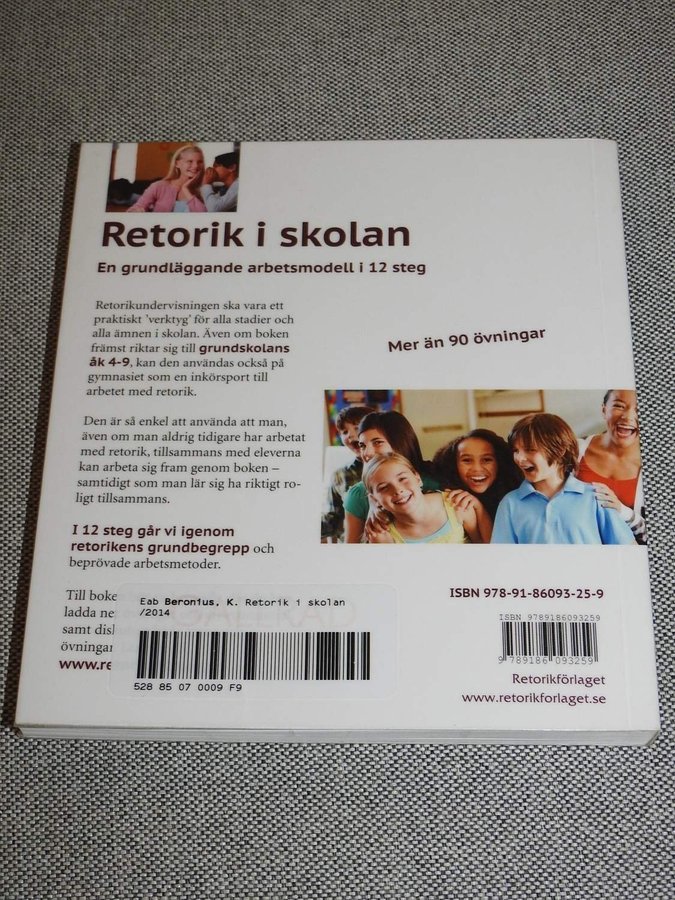 Retorik i skolan
En grundläggande arbetsmodell i 12 steg
Retorikundervisningen ska vara ett
praktiskt 'verktyg' för alla stadier och
alla ämnen i skolan. Även om boken
främst riktar sig till grundskolans
åk 4-9, kan den användas också på
gymnasiet som en inkörsport till
arbetet med retorik.
Mer än 90 övningar
Den är så enkel att använda att man,
även om man aldrig tidigare har arbetat
med retorik, tillsammans med eleverna
kan arbeta sig fram genom boken –
samtidigt som man lär sig ha riktigt ro-
ligt tillsammans.
I 12 steg går vi igenom
retorikens grundbegrepp och
beprövade arbetsmetoder.
Till boke
ladda ne
samt disk
övningar
www.re
Eab Beronius, K. Retorik i skolan
/2014
528 85 07 0009 F9
ISBN 978-91-86093-25-9
ISBN 9789186093259
9 789186 093259
Retorikförlaget
www.retorikforlaget.se